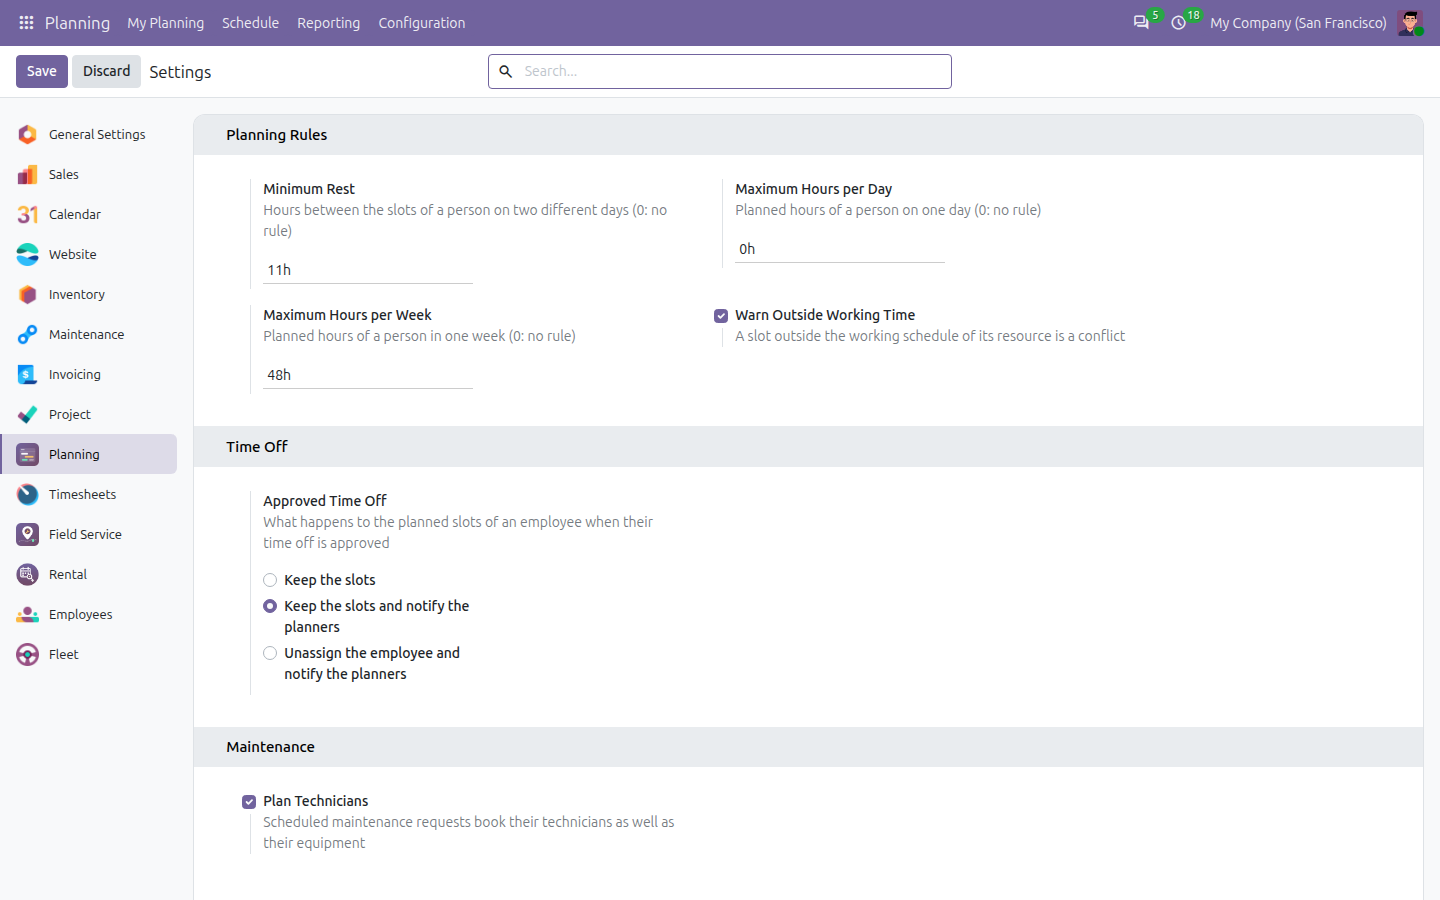 Planning
My Planning
Schedule
Reporting
Configuration
5
18
My Company (San Francisco)
Save
Discard
Settings
Search...
General Settings
Sales
31 Calendar
Website
Inventory
Maintenance
$ Invoicing
Project
Planning
Timesheets
Field Service
Rental
Employees
Fleet
Planning Rules
Minimum Rest
Hours between the slots of a person on two different days (0: no
rule)
11h
Maximum Hours per Day
Planned hours of a person on one day (0: no rule)
0h
Maximum Hours per Week
Planned hours of a person in one week (0: no rule)
48h
Warn Outside Working Time
A slot outside the working schedule of its resource is a conflict
Time Off
Approved Time Off
What happens to the planned slots of an employee when their
time off is approved
Keep the slots
Keep the slots and notify the
planners
Unassign the employee and
notify the planners
Maintenance
Plan Technicians
Scheduled maintenance requests book their technicians as well as
their equipment